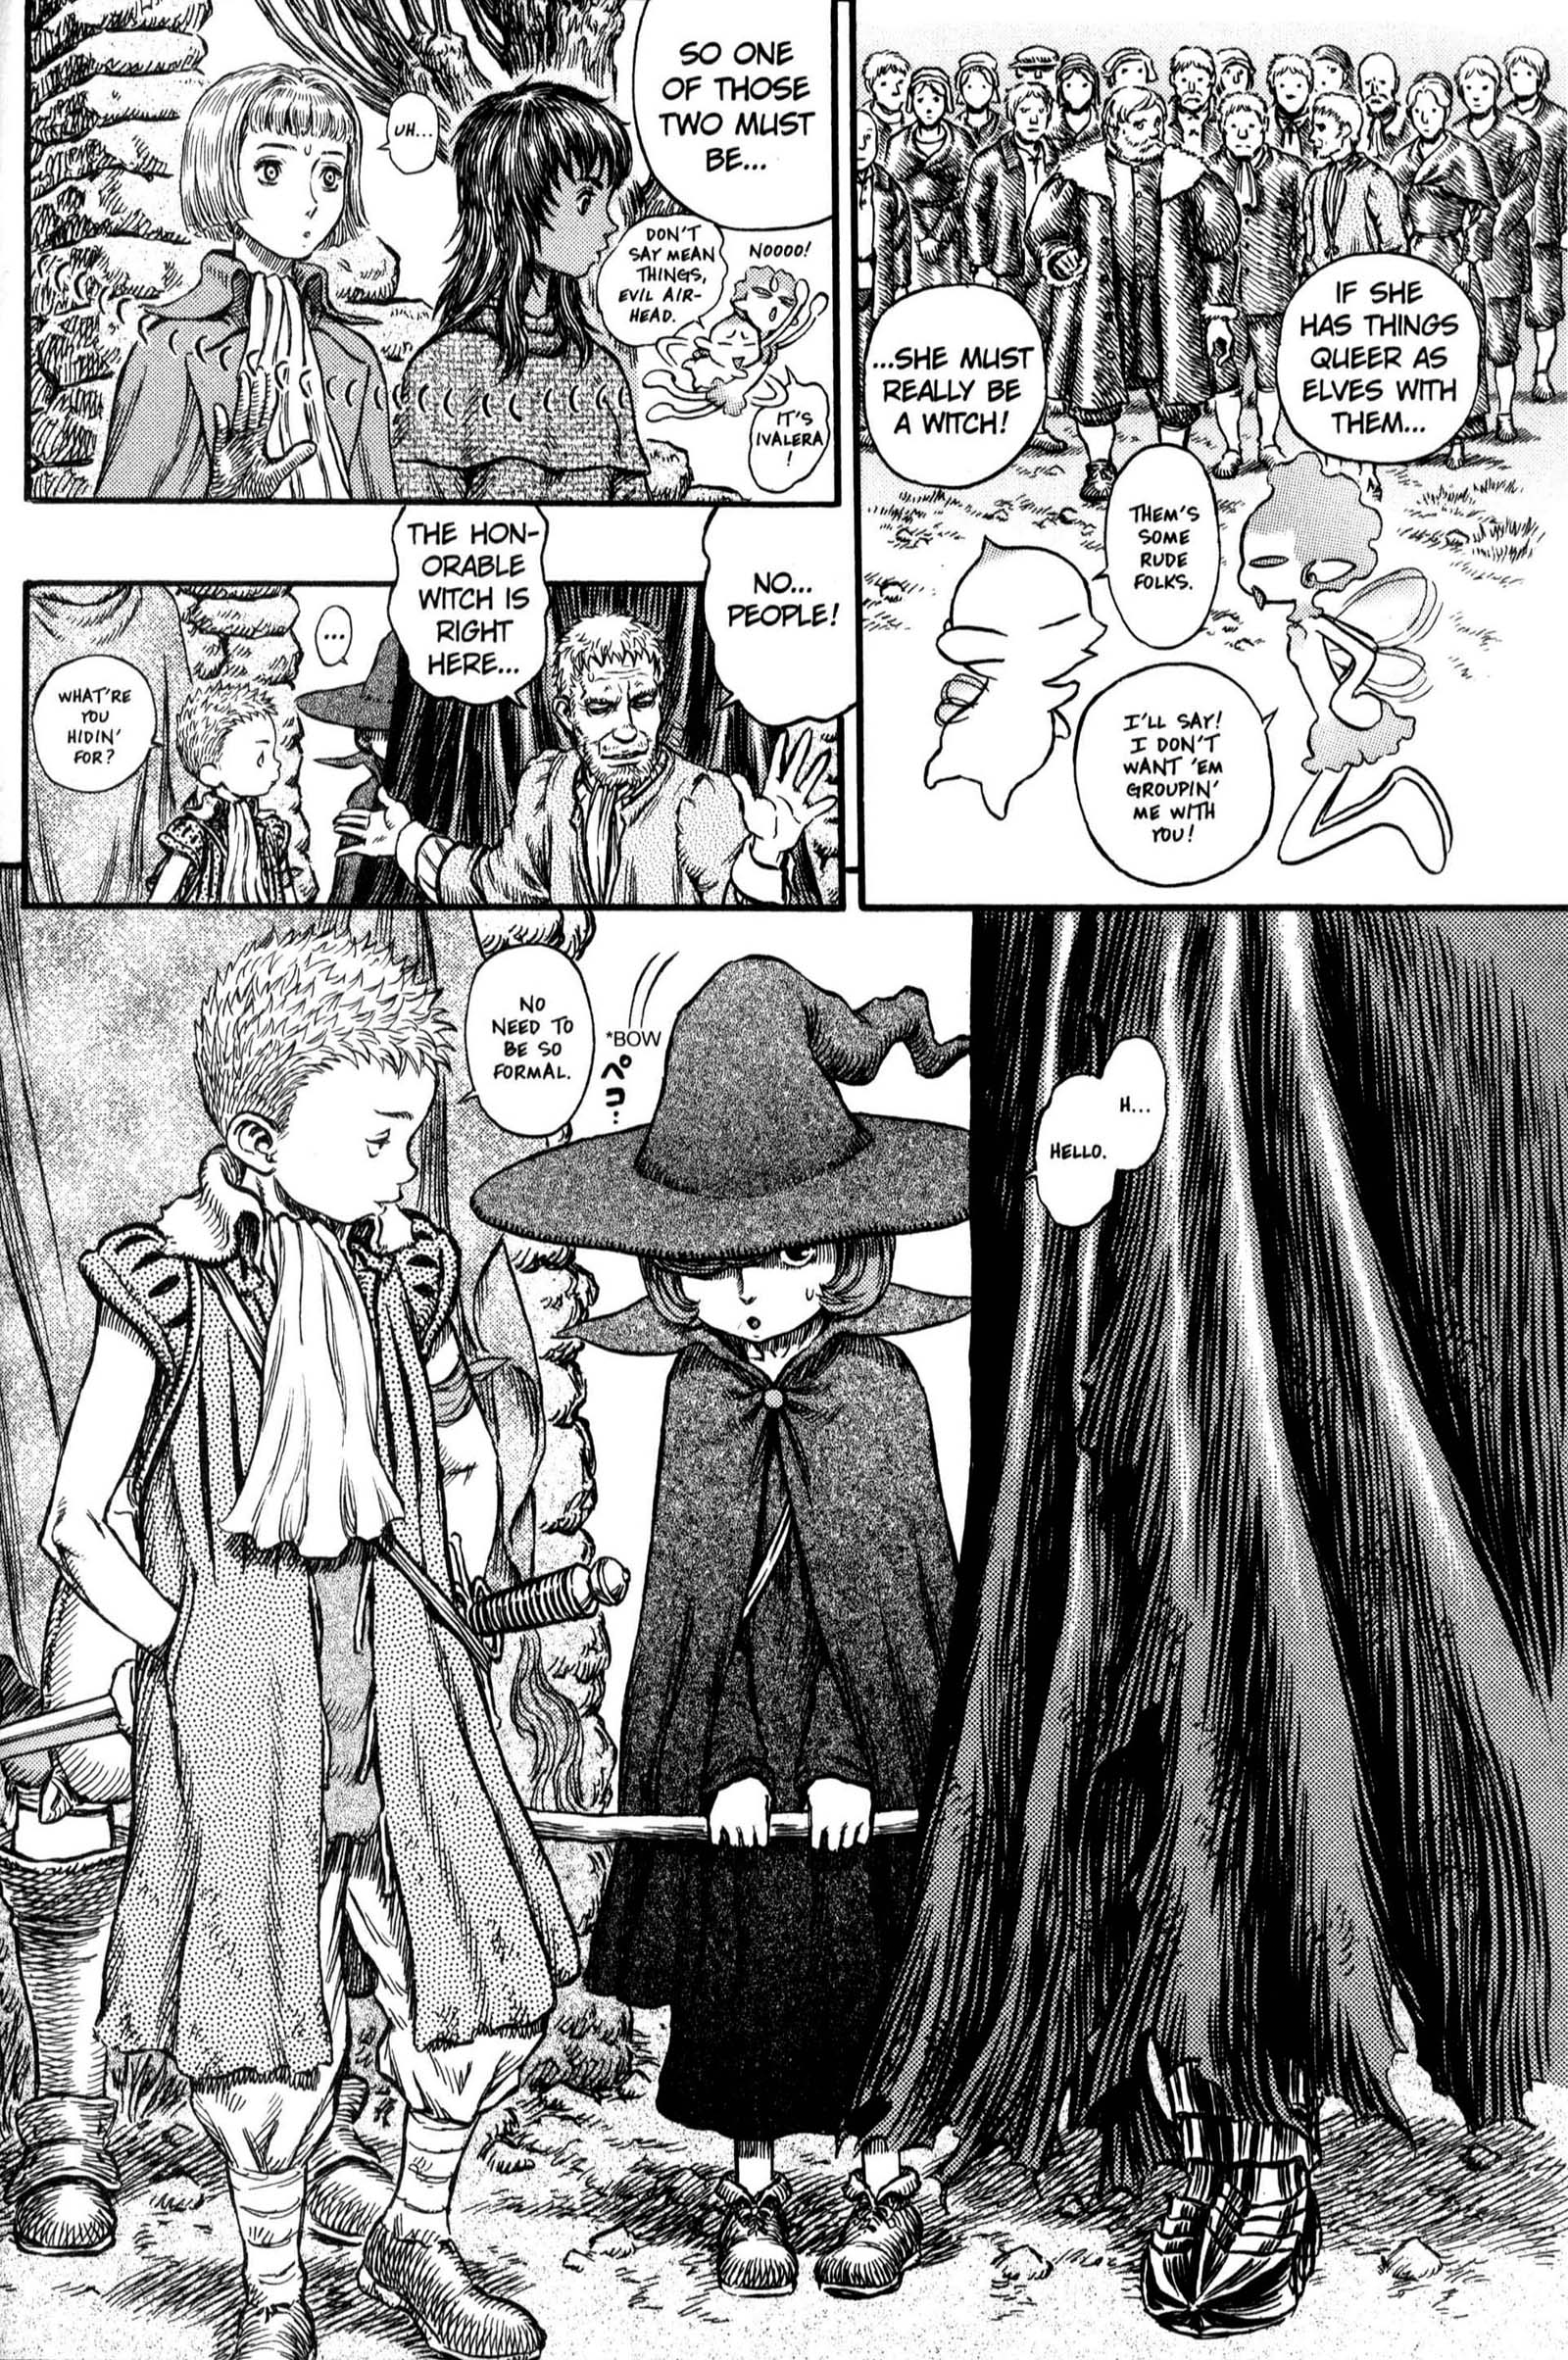 IF SHE
HAS THINGS
QUEER AS
ELVES WITH
THEM...
...SHE MUST
REALLY BE
A WITCH!
THEM'S
SOME
RUDE
FOLKS.
I'LL SAY!
I DON'T
WANT 'EM
GROUPIN'
ME WITH
YOU!
SO ONE
OF THOSE
TWO MUST
BE...
UH...
NOOOO!
DON'T
SAY MEAN
THINGS,
EVIL AIR-
HEAD.
IT'S
IVALERA
!
NO...
PEOPLE!
THE HON-
ORABLE
WITCH IS
RIGHT
HERE...
...
WHAT'RE
YOU
HIDIN'
FOR?
H...
HELLO.
*BOW
ペコ…
NO
NEED TO
BE SO
FORMAL.